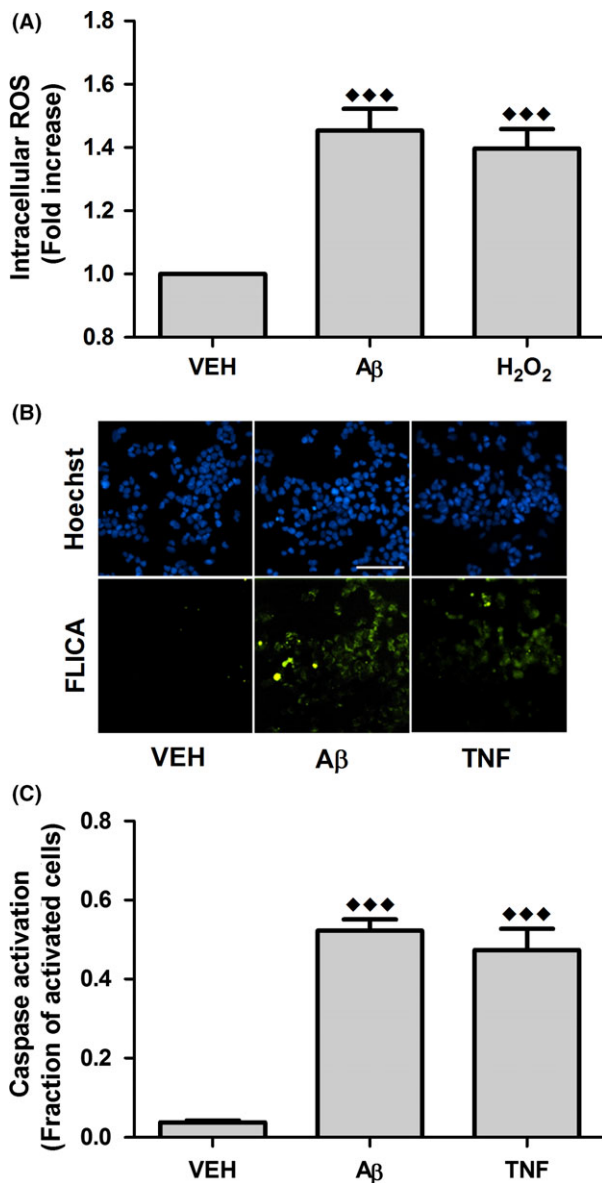 (A)
Intracellular ROS
(Fold increase)
1.8
1.6
1.4
1.2
1.0
0.8
◆◆◆
◆◆◆
VEH
Aβ
H₂O₂
(B)
Hoechst
FLICA
VEH
Aβ
TNF
(C)
Caspase activation
(Fraction of activated cells)
0.8
0.6
0.4
0.2
0.0
◆◆◆
◆◆◆
VEH
Aβ
TNF